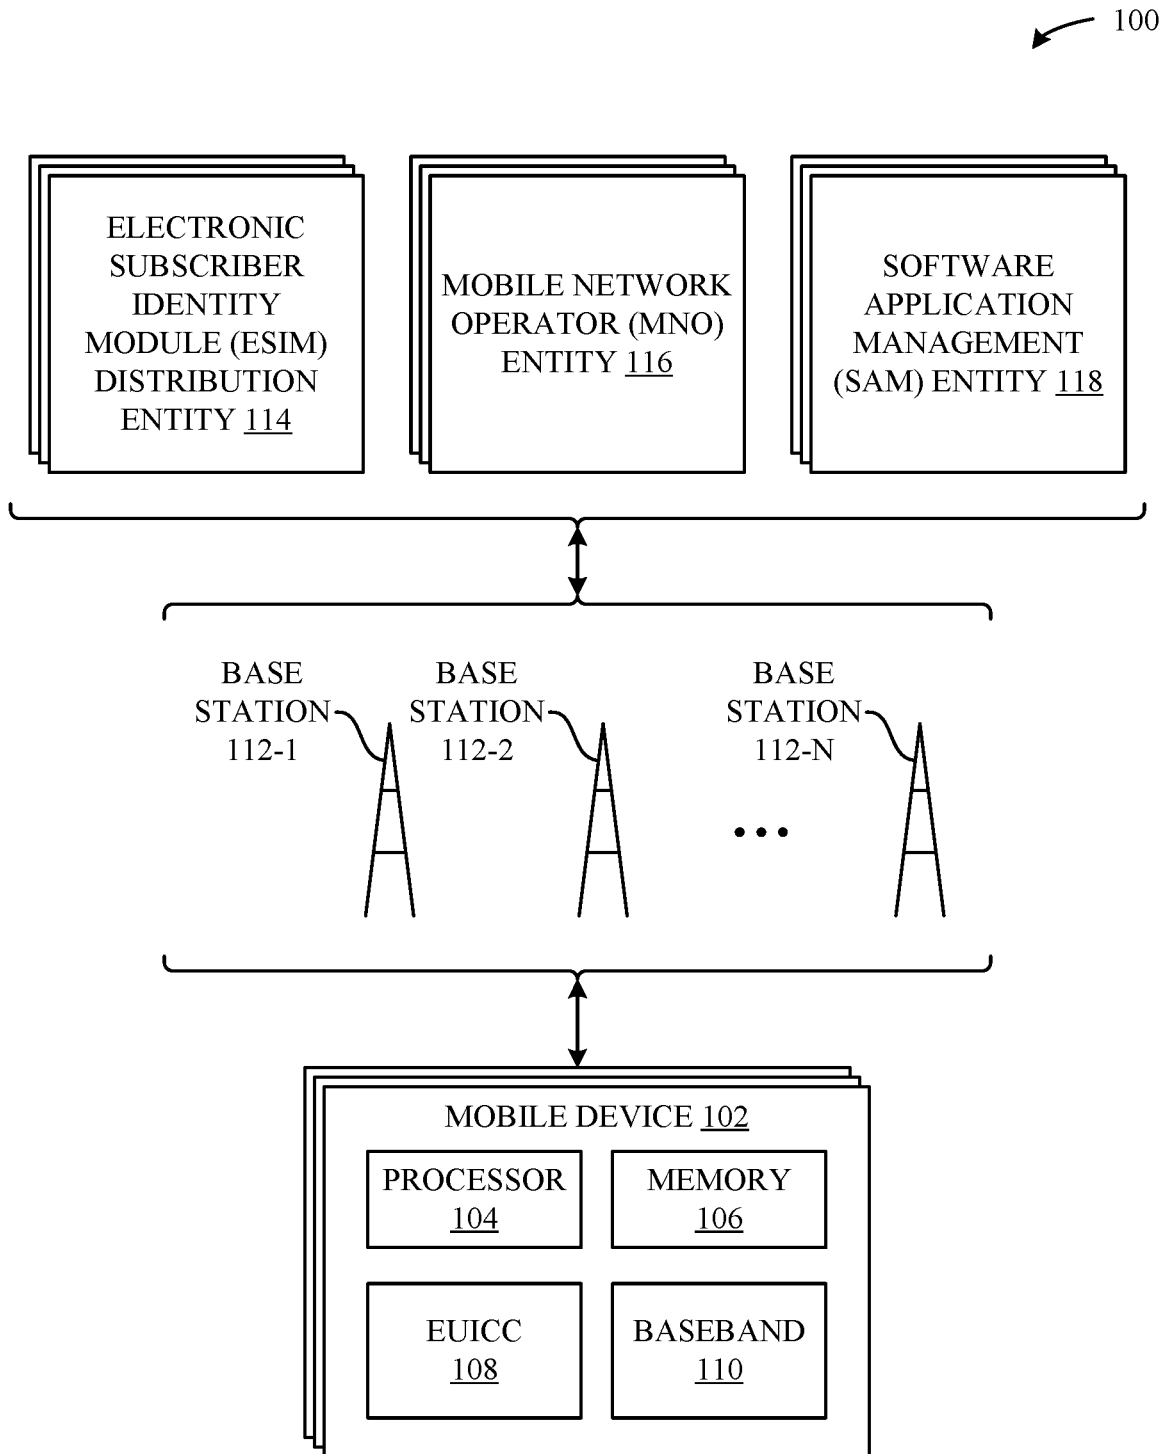 100
ELECTRONIC
SUBSCRIBER
IDENTITY
MODULE (ESIM)
DISTRIBUTION
ENTITY 114
MOBILE NETWORK
OPERATOR (MNO)
ENTITY 116
SOFTWARE
APPLICATION
MANAGEMENT
(SAM) ENTITY 118
BASE
STATION
112-1
BASE
STATION
112-2
BASE
STATION
112-N
MOBILE DEVICE 102
PROCESSOR
104
MEMORY
106
EUICC
108
BASEBAND
110